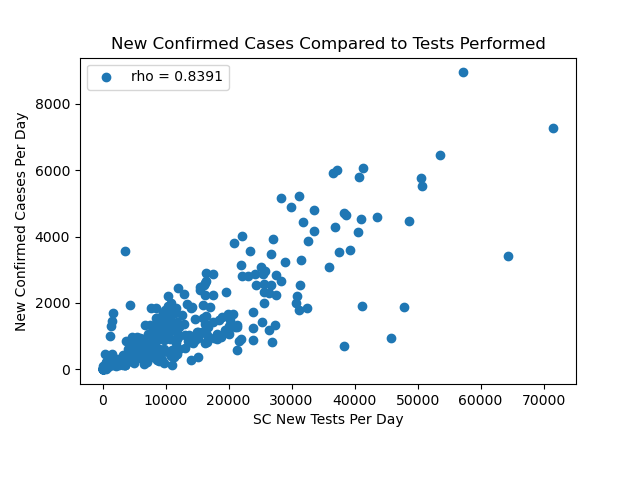 New Confirmed Cases Compared to Tests Performed
rho = 0.8391
New Confirmed Caeses Per Day
8000
6000
4000
2000
0
0 10000 20000 30000 40000 50000 60000 70000
SC New Tests Per Day